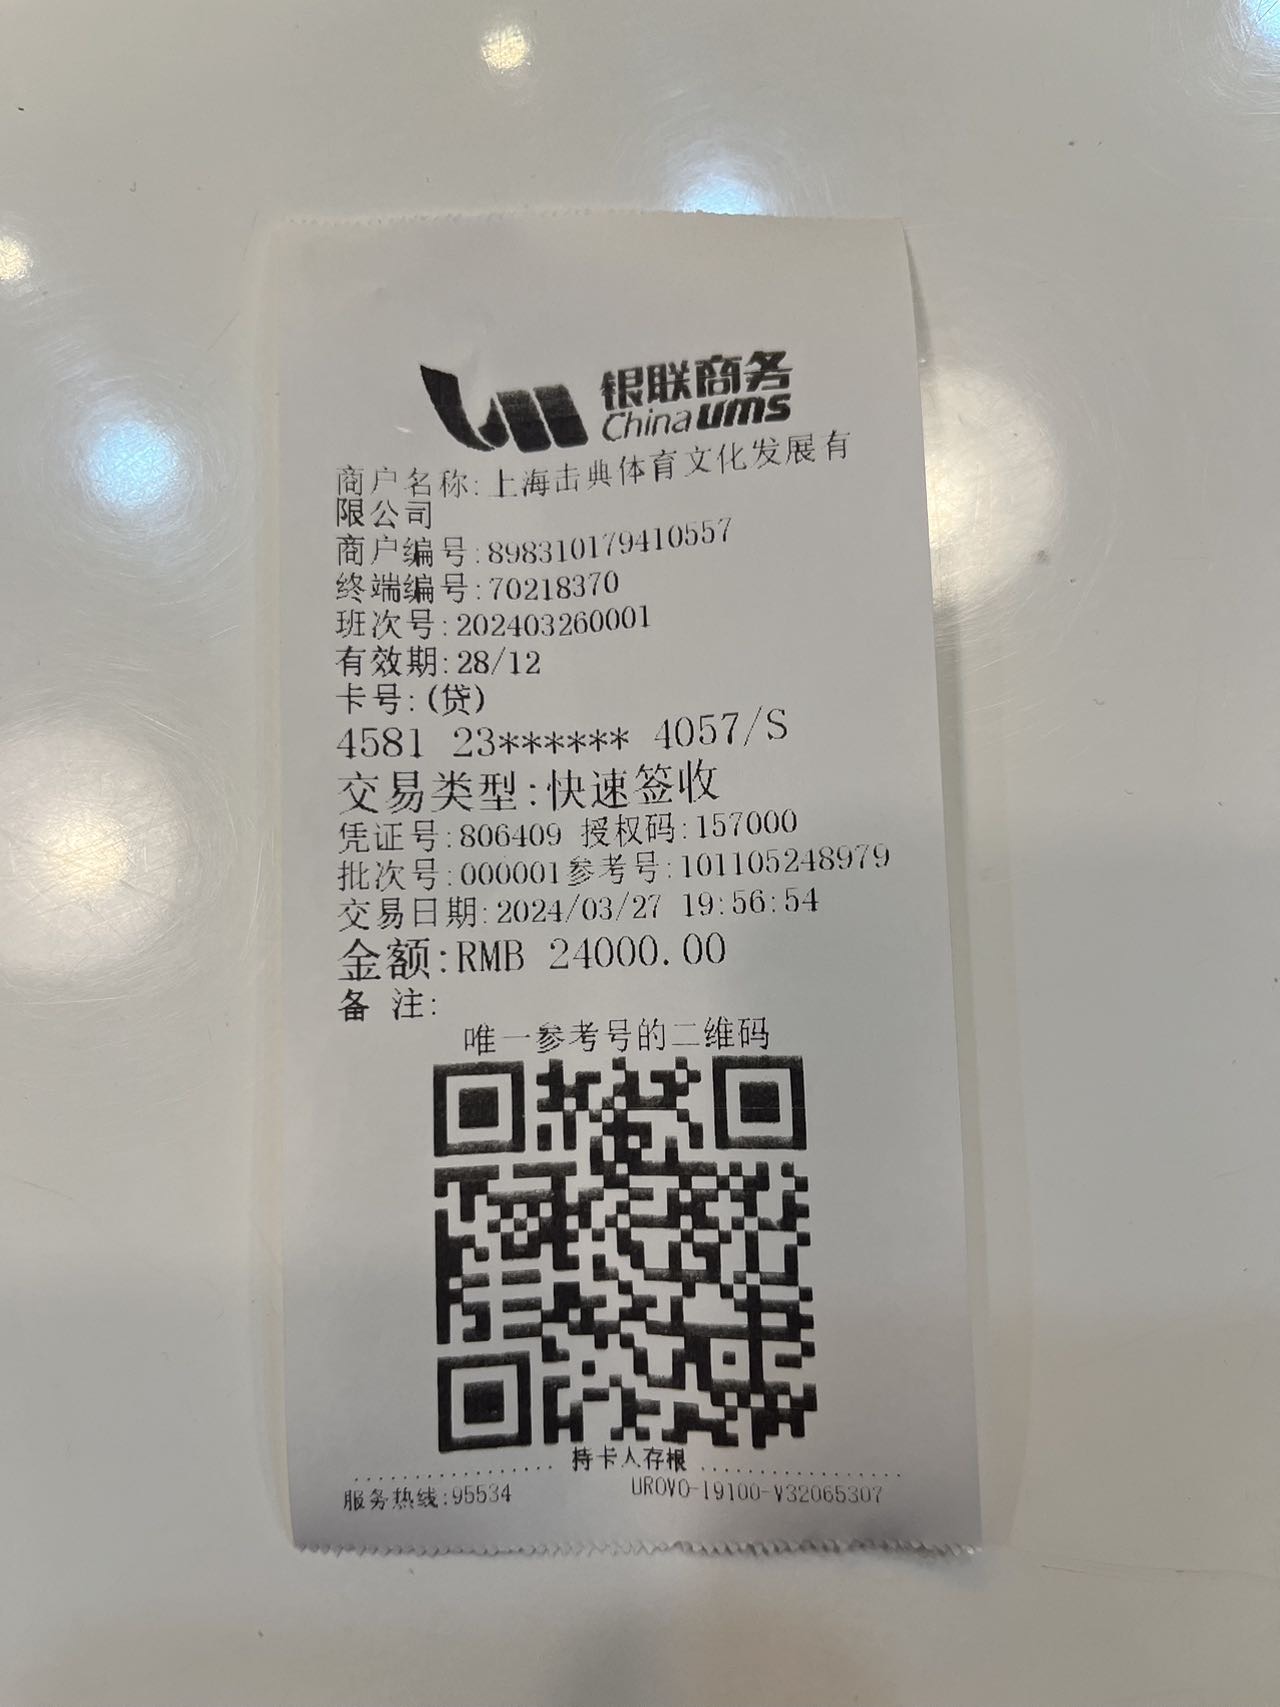 银联商务
China ums
商户名称:上海击典体育文化发展有
限公司
商户编号:898310179410557
终端编号:70218370
班次号:202403260001
有效期:28/12
卡号:(贷)
4581 23****** 4057/S
交易类型:快速签收
凭证号:806409 授权码:157000
批次号:000001参考号:101105248979
交易日期:2024/03/27 19:56:54
金额:RMB 24000.00
备 注:
唯一参考号的二维码
持卡人存根
服务热线:95534 UROVO-I9100-V32065307